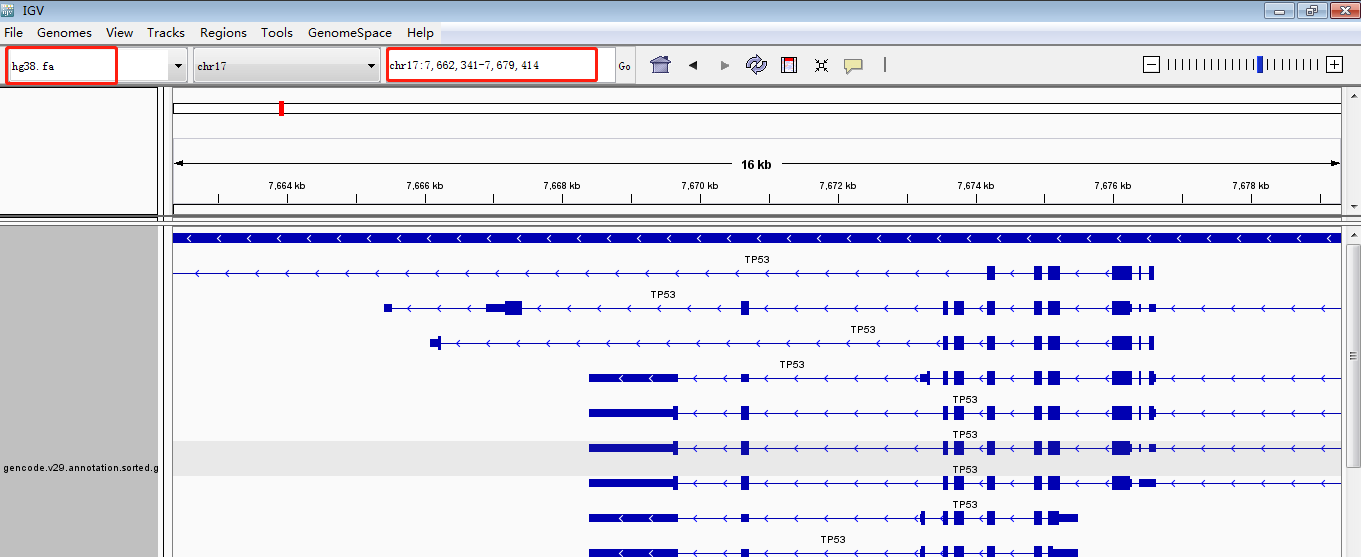 IGV
File Genomes View Tracks Regions Tools GenomeSpace Help
hg38.fa chr17 chr17:7,662,341-7,679,414 Go
16 kb
7,664 kb 7,666 kb 7,668 kb 7,670 kb 7,672 kb 7,674 kb 7,676 kb 7,678 kb
TP53
TP53
TP53
TP53
TP53
TP53
gencode.v29.annotation.sorted.g
TP53
TP53
TP53